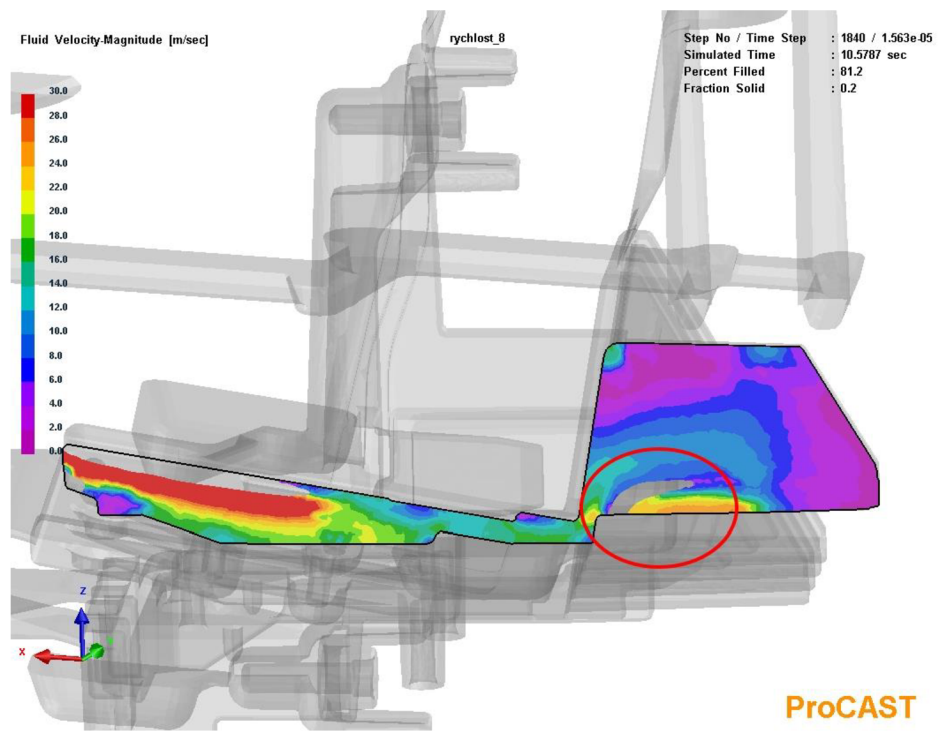 Fluid Velocity-Magnitude [m/sec]
rychlost_8
Step No / Time Step : 1840 / 1.563e-05
Simulated Time : 10.5787 sec
Percent Filled : 81.2
Fraction Solid : 0.2
30.0
28.0
26.0
24.0
22.0
20.0
18.0
16.0
14.0
12.0
10.0
8.0
6.0
4.0
2.0
0.0
Z
X
ProCAST